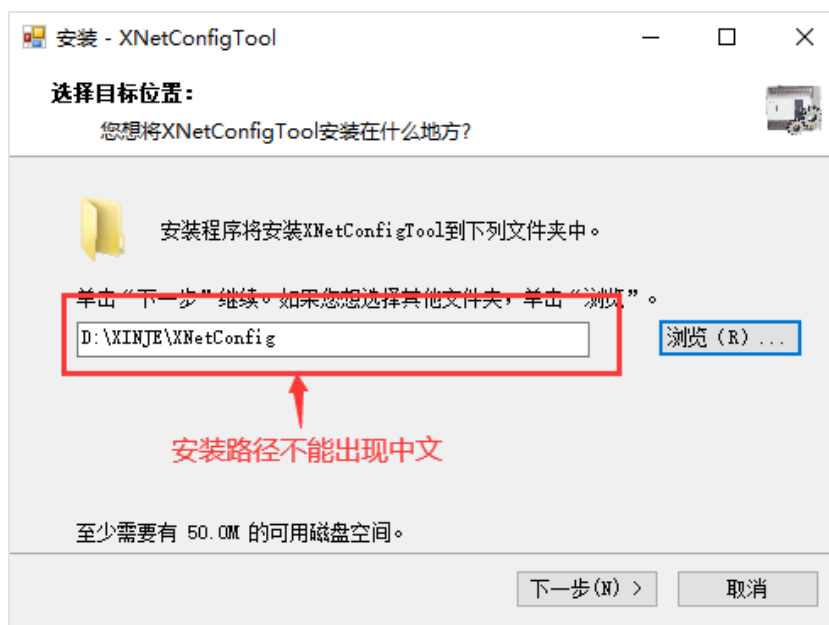 安装 - XNetConfigTool
选择目标位置:
您想将XNetConfigTool安装在什么地方?
安装程序将安装XNetConfigTool到下列文件夹中。
单击“下一步”继续。如果您想选择其他文件夹，单击“浏览”。
D:\XINJE\XNetConfig
浏览（R）...
安装路径不能出现中文
至少需要有 50.0M 的可用磁盘空间。
下一步(N) >
取消